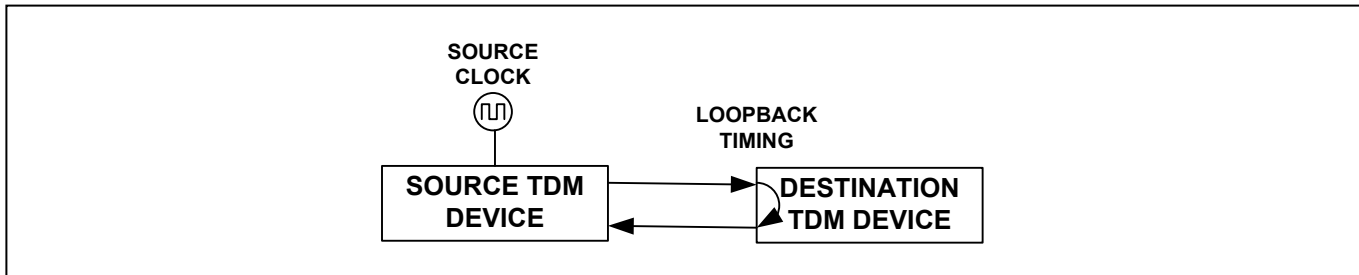 SOURCE
CLOCK
LOOPBACK
TIMING
SOURCE TDM
DEVICE
DESTINATION
TDM DEVICE